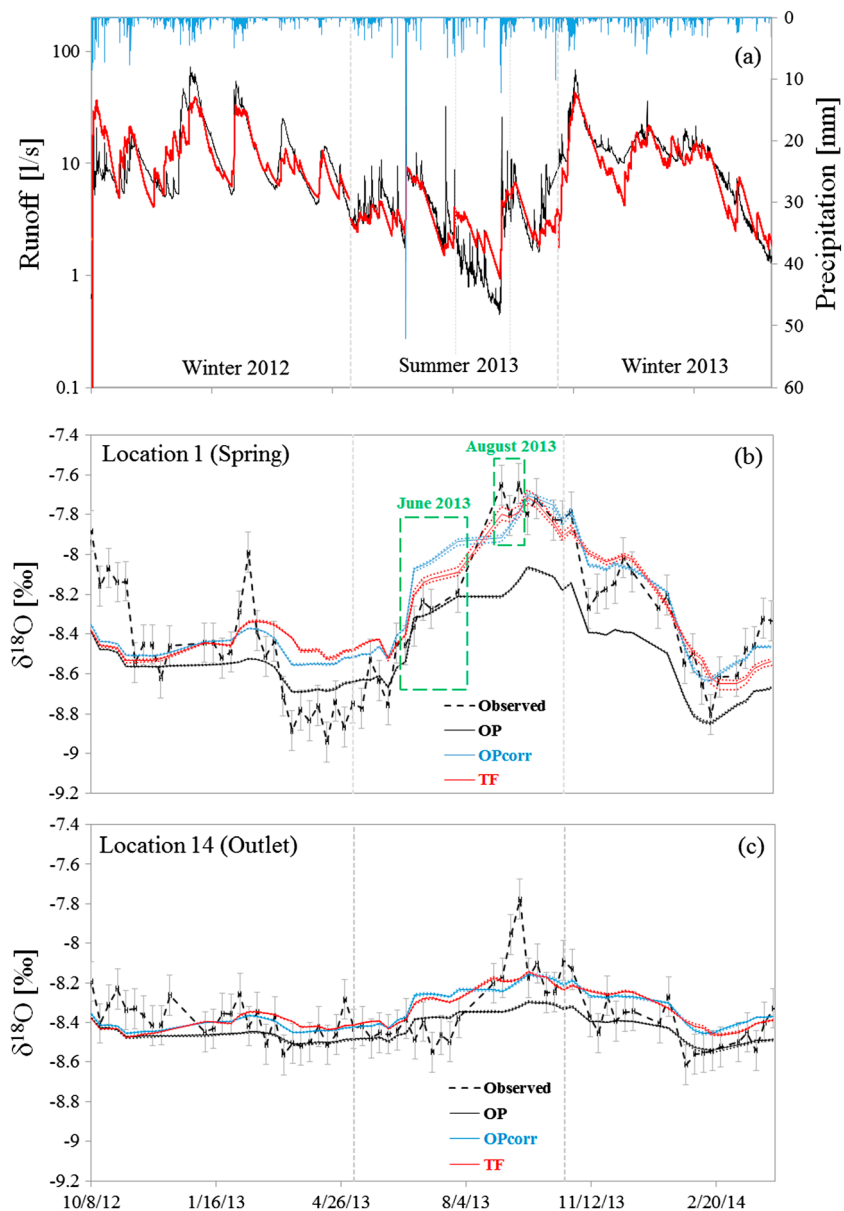 (a)
Runoff [l/s]
100
10
1
0.1
Precipitation [mm]
0
10
20
30
40
50
60
Winter 2012
Summer 2013
Winter 2013
Location 1 (Spring)
(b)
August 2013
June 2013
δ18O [‰]
-7.4
-7.6
-7.8
-8
-8.2
-8.4
-8.6
-8.8
-9
-9.2
Observed
OP
OPcorr
TF
Location 14 (Outlet)
(c)
δ18O [‰]
-7.4
-7.6
-7.8
-8
-8.2
-8.4
-8.6
-8.8
-9
-9.2
Observed
OP
OPcorr
TF
10/8/12
1/16/13
4/26/13
8/4/13
11/12/13
2/20/14